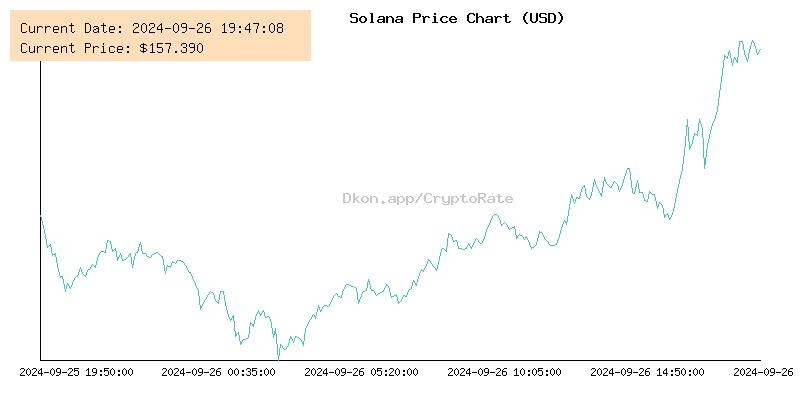 Solana Price Chart (USD)
Current Date: 2024-09-26 19:47:08
Current Price: $157.390
Dkon.app/CryptoRate
2024-09-25 19:50:00 2024-09-26 00:35:00 2024-09-26 05:20:00 2024-09-26 10:05:00 2024-09-26 14:50:00 2024-09-26